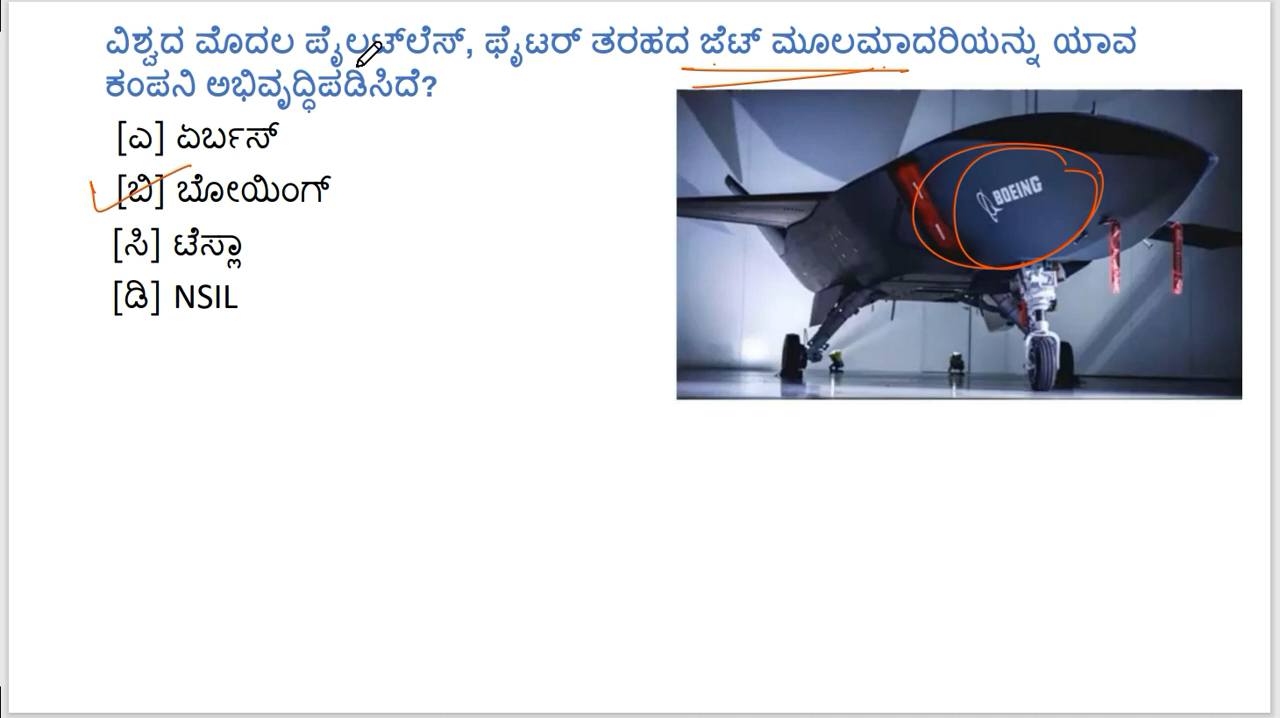 ವಿಶ್ವದ ಮೊದಲ ಪೈಲಟ್‌ಲೆಸ್, ಫೈಟರ್ ತರಹದ ಜೆಟ್ ಮೂಲಮಾದರಿಯನ್ನು ಯಾವ
ಕಂಪನಿ ಅಭಿವೃದ್ಧಿಪಡಿಸಿದೆ?
[ಎ] ಏರ್ಬಸ್
[ಬಿ] ಬೋಯಿಂಗ್
[ಸಿ] ಟೆಸ್ಲಾ
[ಡಿ] NSIL
BOEING